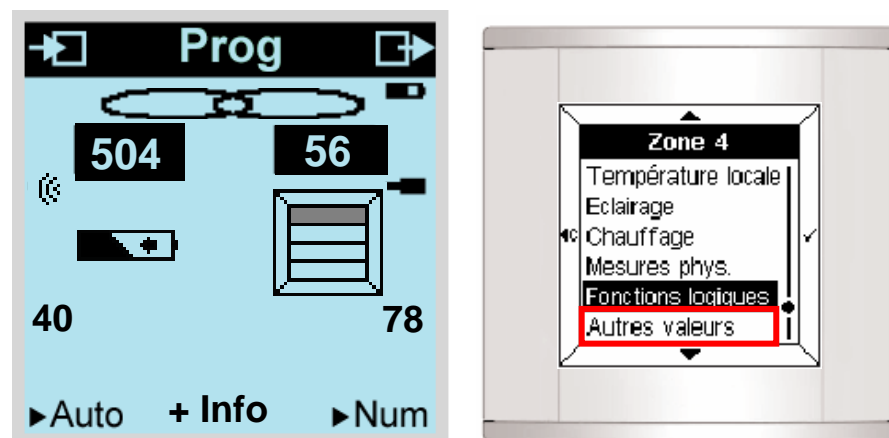 Prog
504 56
40 78
▸Auto + Info ▸Num
Zone 4
Température locale
Eclairage
Chauffage
Mesures phys.
Fonctions logiques
Autres valeurs